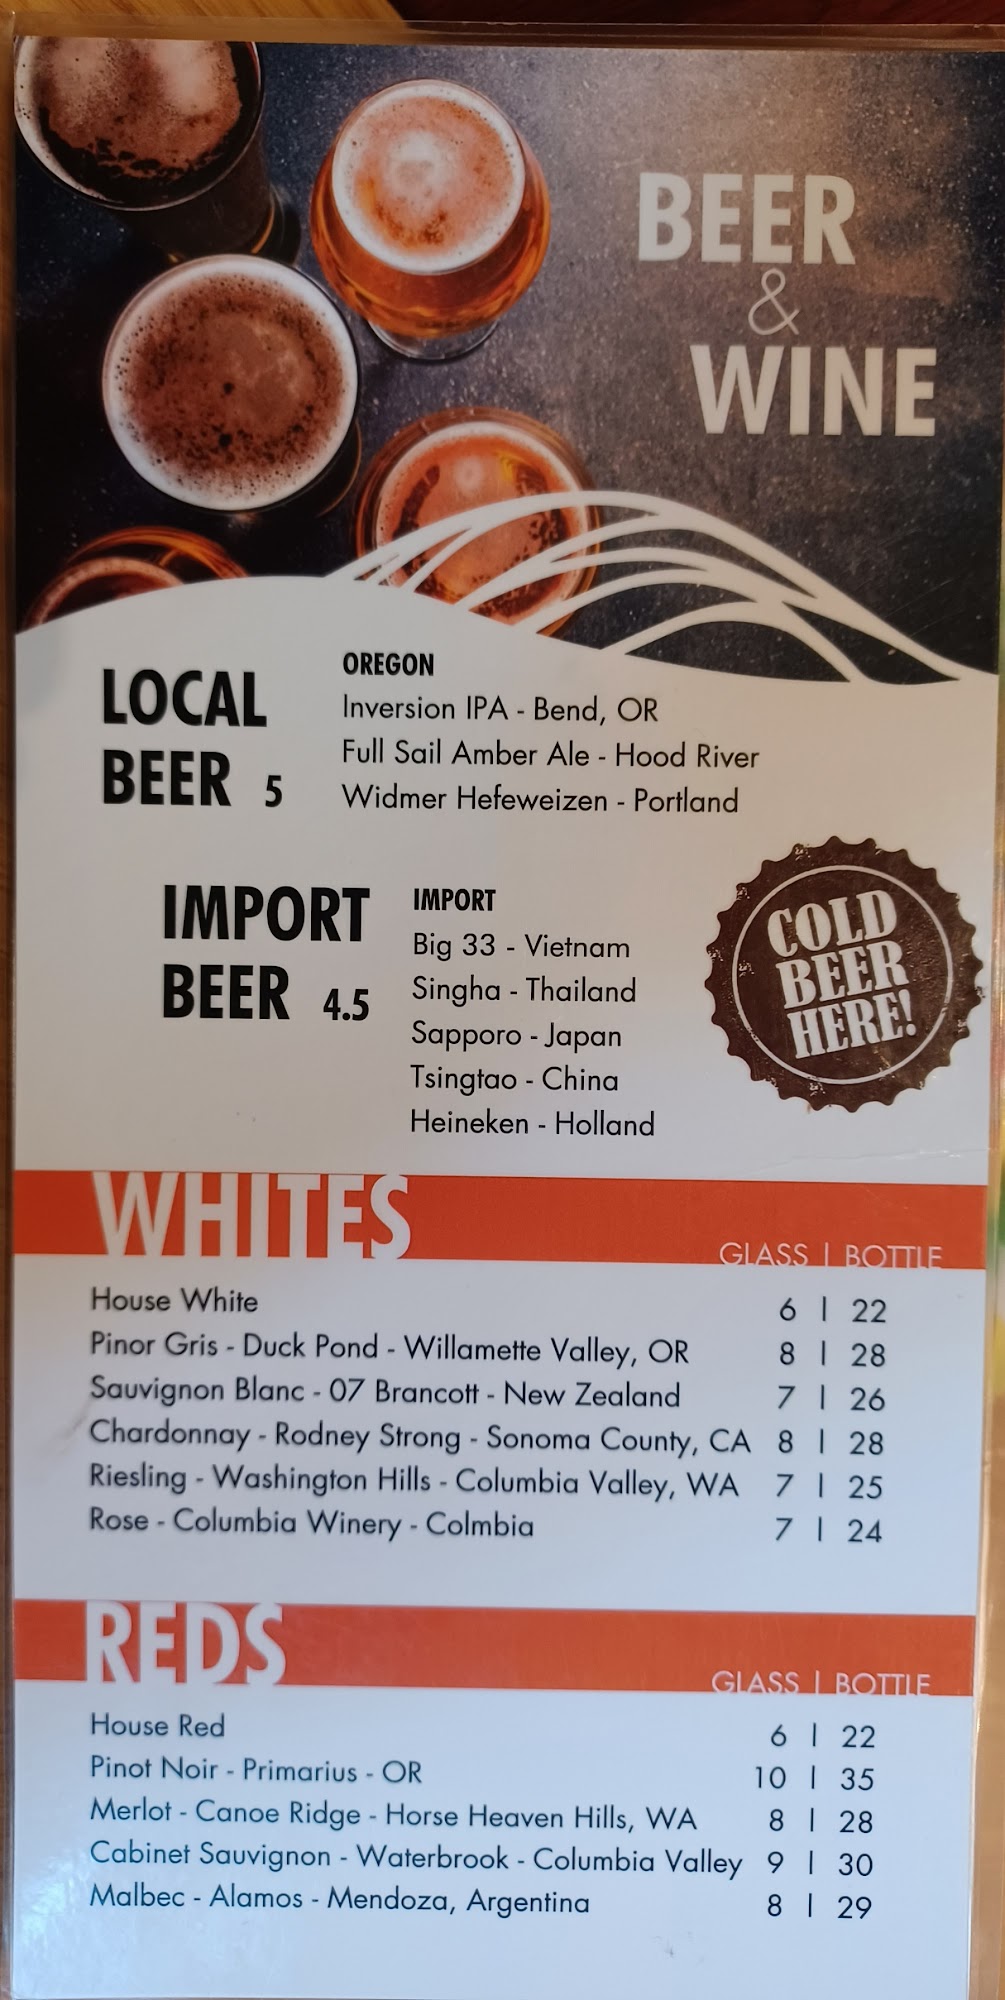 BEER
&
WINE
LOCAL
BEER 5
OREGON
Inversion IPA - Bend, OR
Full Sail Amber Ale - Hood River
Widmer Hefeweizen - Portland
IMPORT
BEER 4.5
IMPORT
Big 33 - Vietnam
Singha - Thailand
Sapporo - Japan
Tsingtao - China
Heineken - Holland
COLD
BEER
HERE!
WHITES
GLASS | BOTTLE
House White 6 | 22
Pinor Gris - Duck Pond - Willamette Valley, OR 8 | 28
Sauvignon Blanc - 07 Brancott - New Zealand 7 | 26
Chardonnay - Rodney Strong - Sonoma County, CA 8 | 28
Riesling - Washington Hills - Columbia Valley, WA 7 | 25
Rose - Columbia Winery - Colmbia 7 | 24
REDS
GLASS | BOTTLE
House Red 6 | 22
Pinot Noir - Primarius - OR 10 | 35
Merlot - Canoe Ridge - Horse Heaven Hills, WA 8 | 28
Cabinet Sauvignon - Waterbrook - Columbia Valley 9 | 30
Malbec - Alamos - Mendoza, Argentina 8 | 29